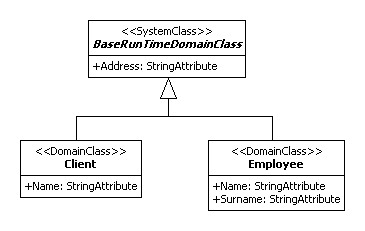 <<SystemClass>>
BaseRunTimeDomainClass
+Address: StringAttribute
<<DomainClass>>
Client
+Name: StringAttribute
<<DomainClass>>
Employee
+Name: StringAttribute
+Surname: StringAttribute